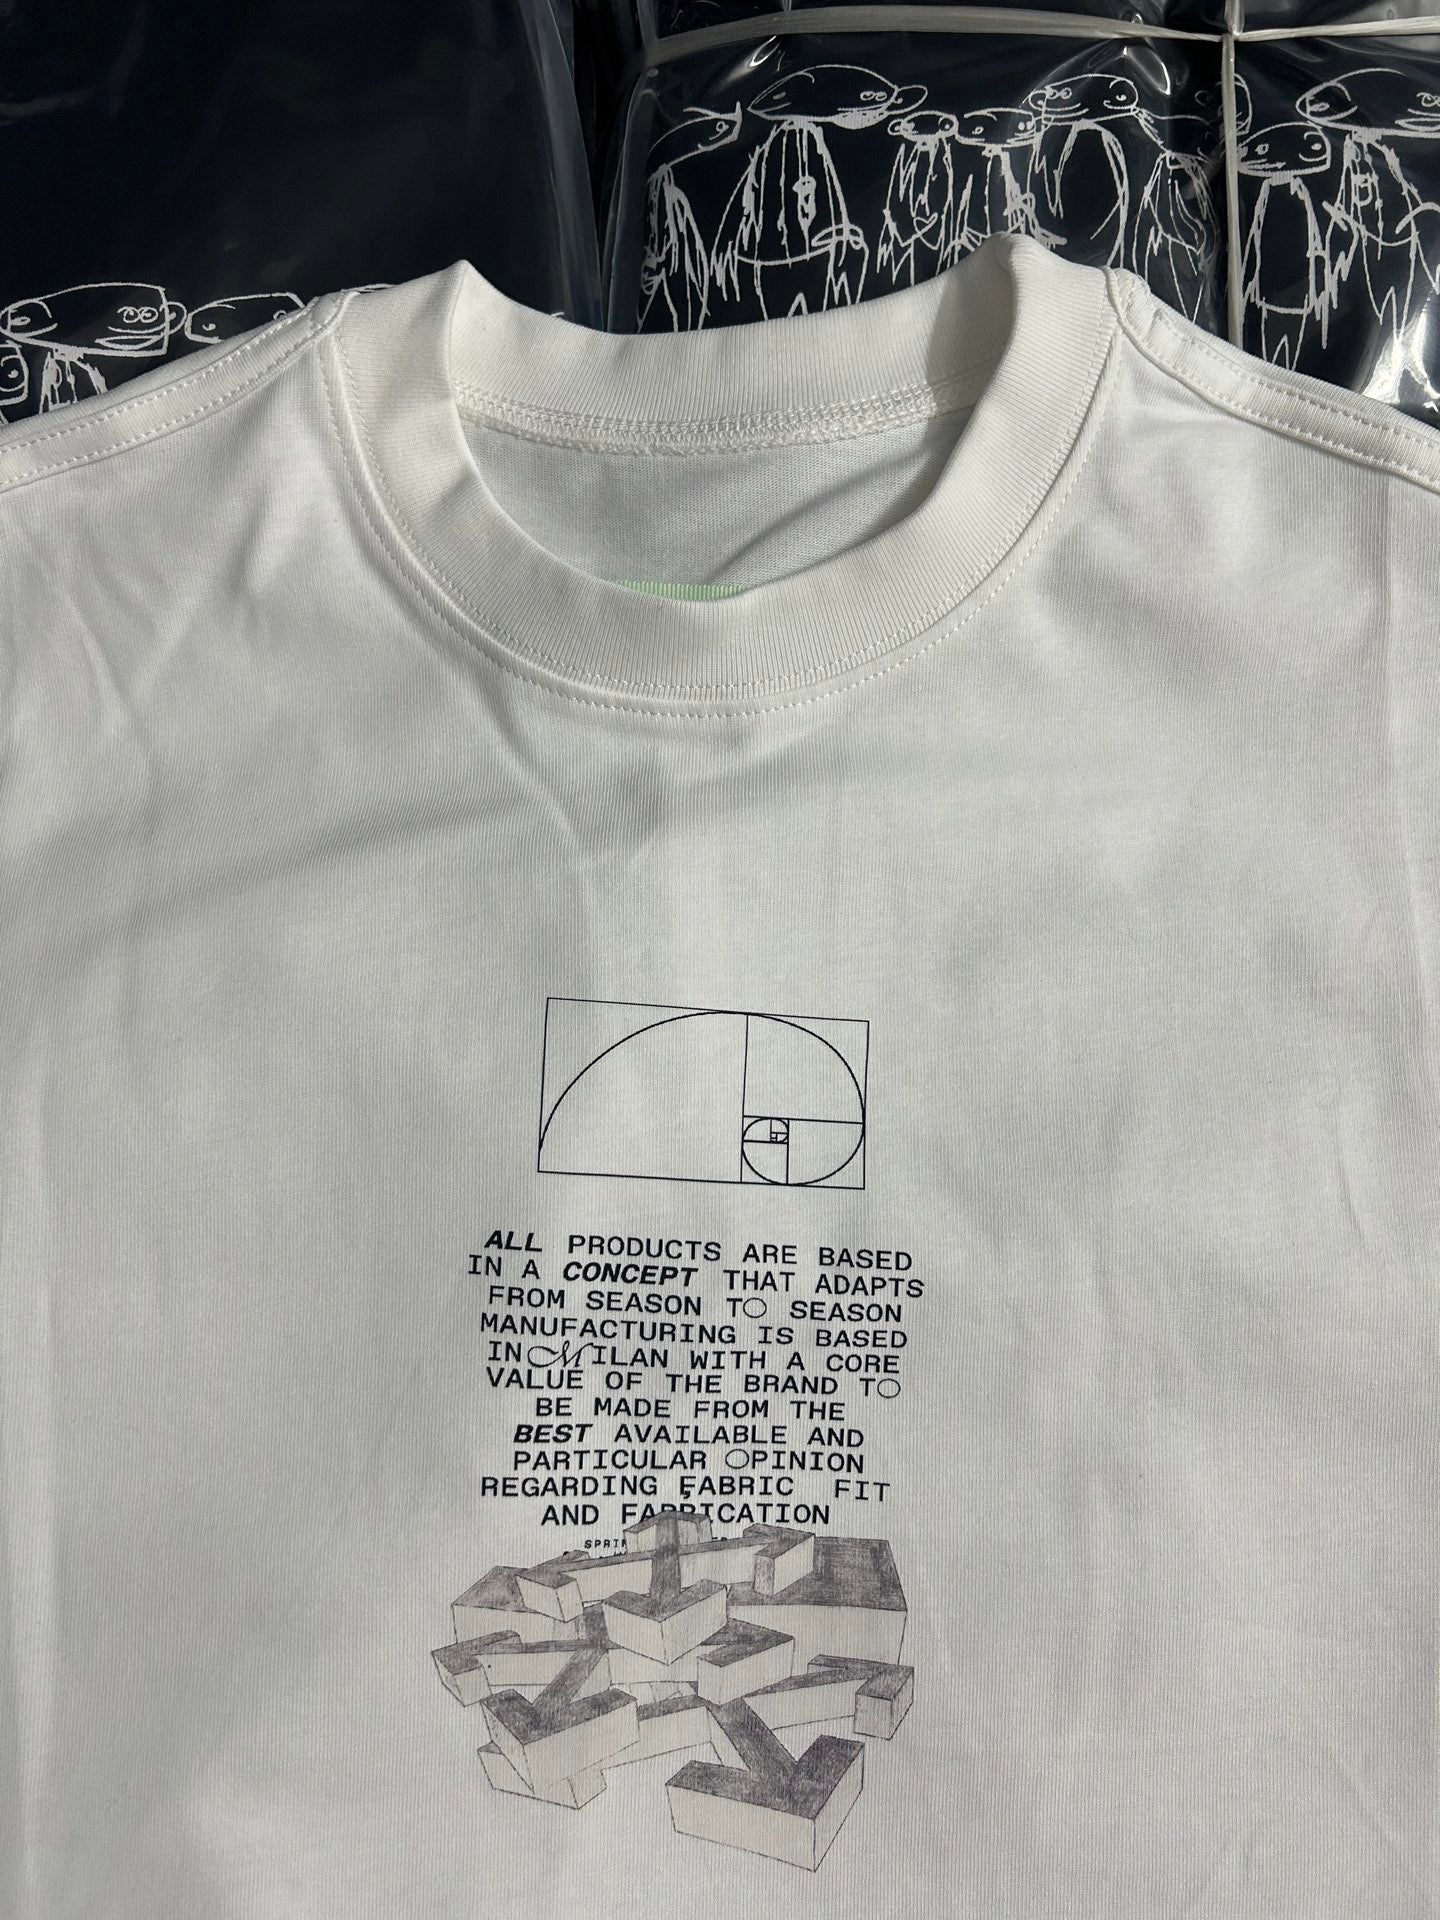 ALL PRODUCTS ARE BASED
IN A CONCEPT THAT ADAPTS
FROM SEASON TO SEASON
MANUFACTURING IS BASED
IN MILAN WITH A CORE
VALUE OF THE BRAND TO
BE MADE FROM THE
BEST AVAILABLE AND
PARTICULAR OPINION
REGARDING FABRIC, FIT
AND FABRICATION